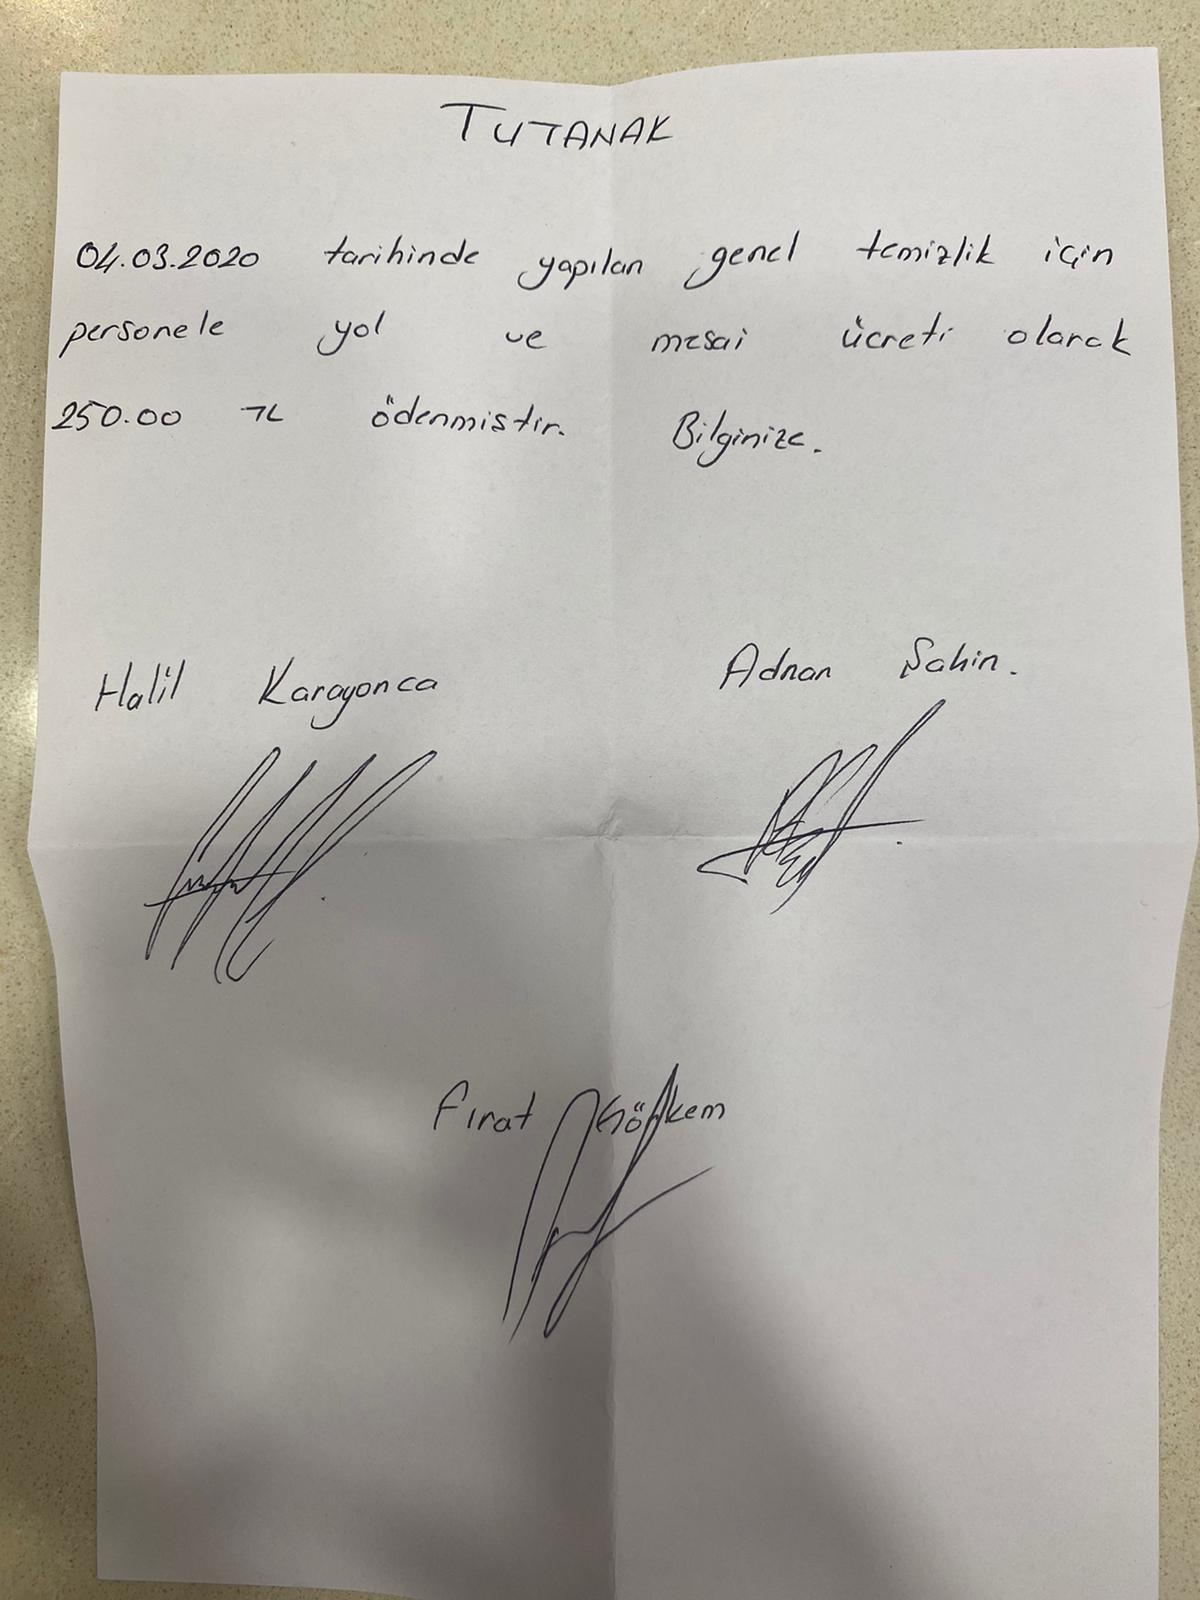 TUTANAK
04.03.2020 tarihinde yapılan genel temizlik için
personele yol ve mesai ücreti olarak
250.00 TL ödenmiştir. Bilginize.
Halil Karayonca
Adnan Şahin.
Fırat Gökkem